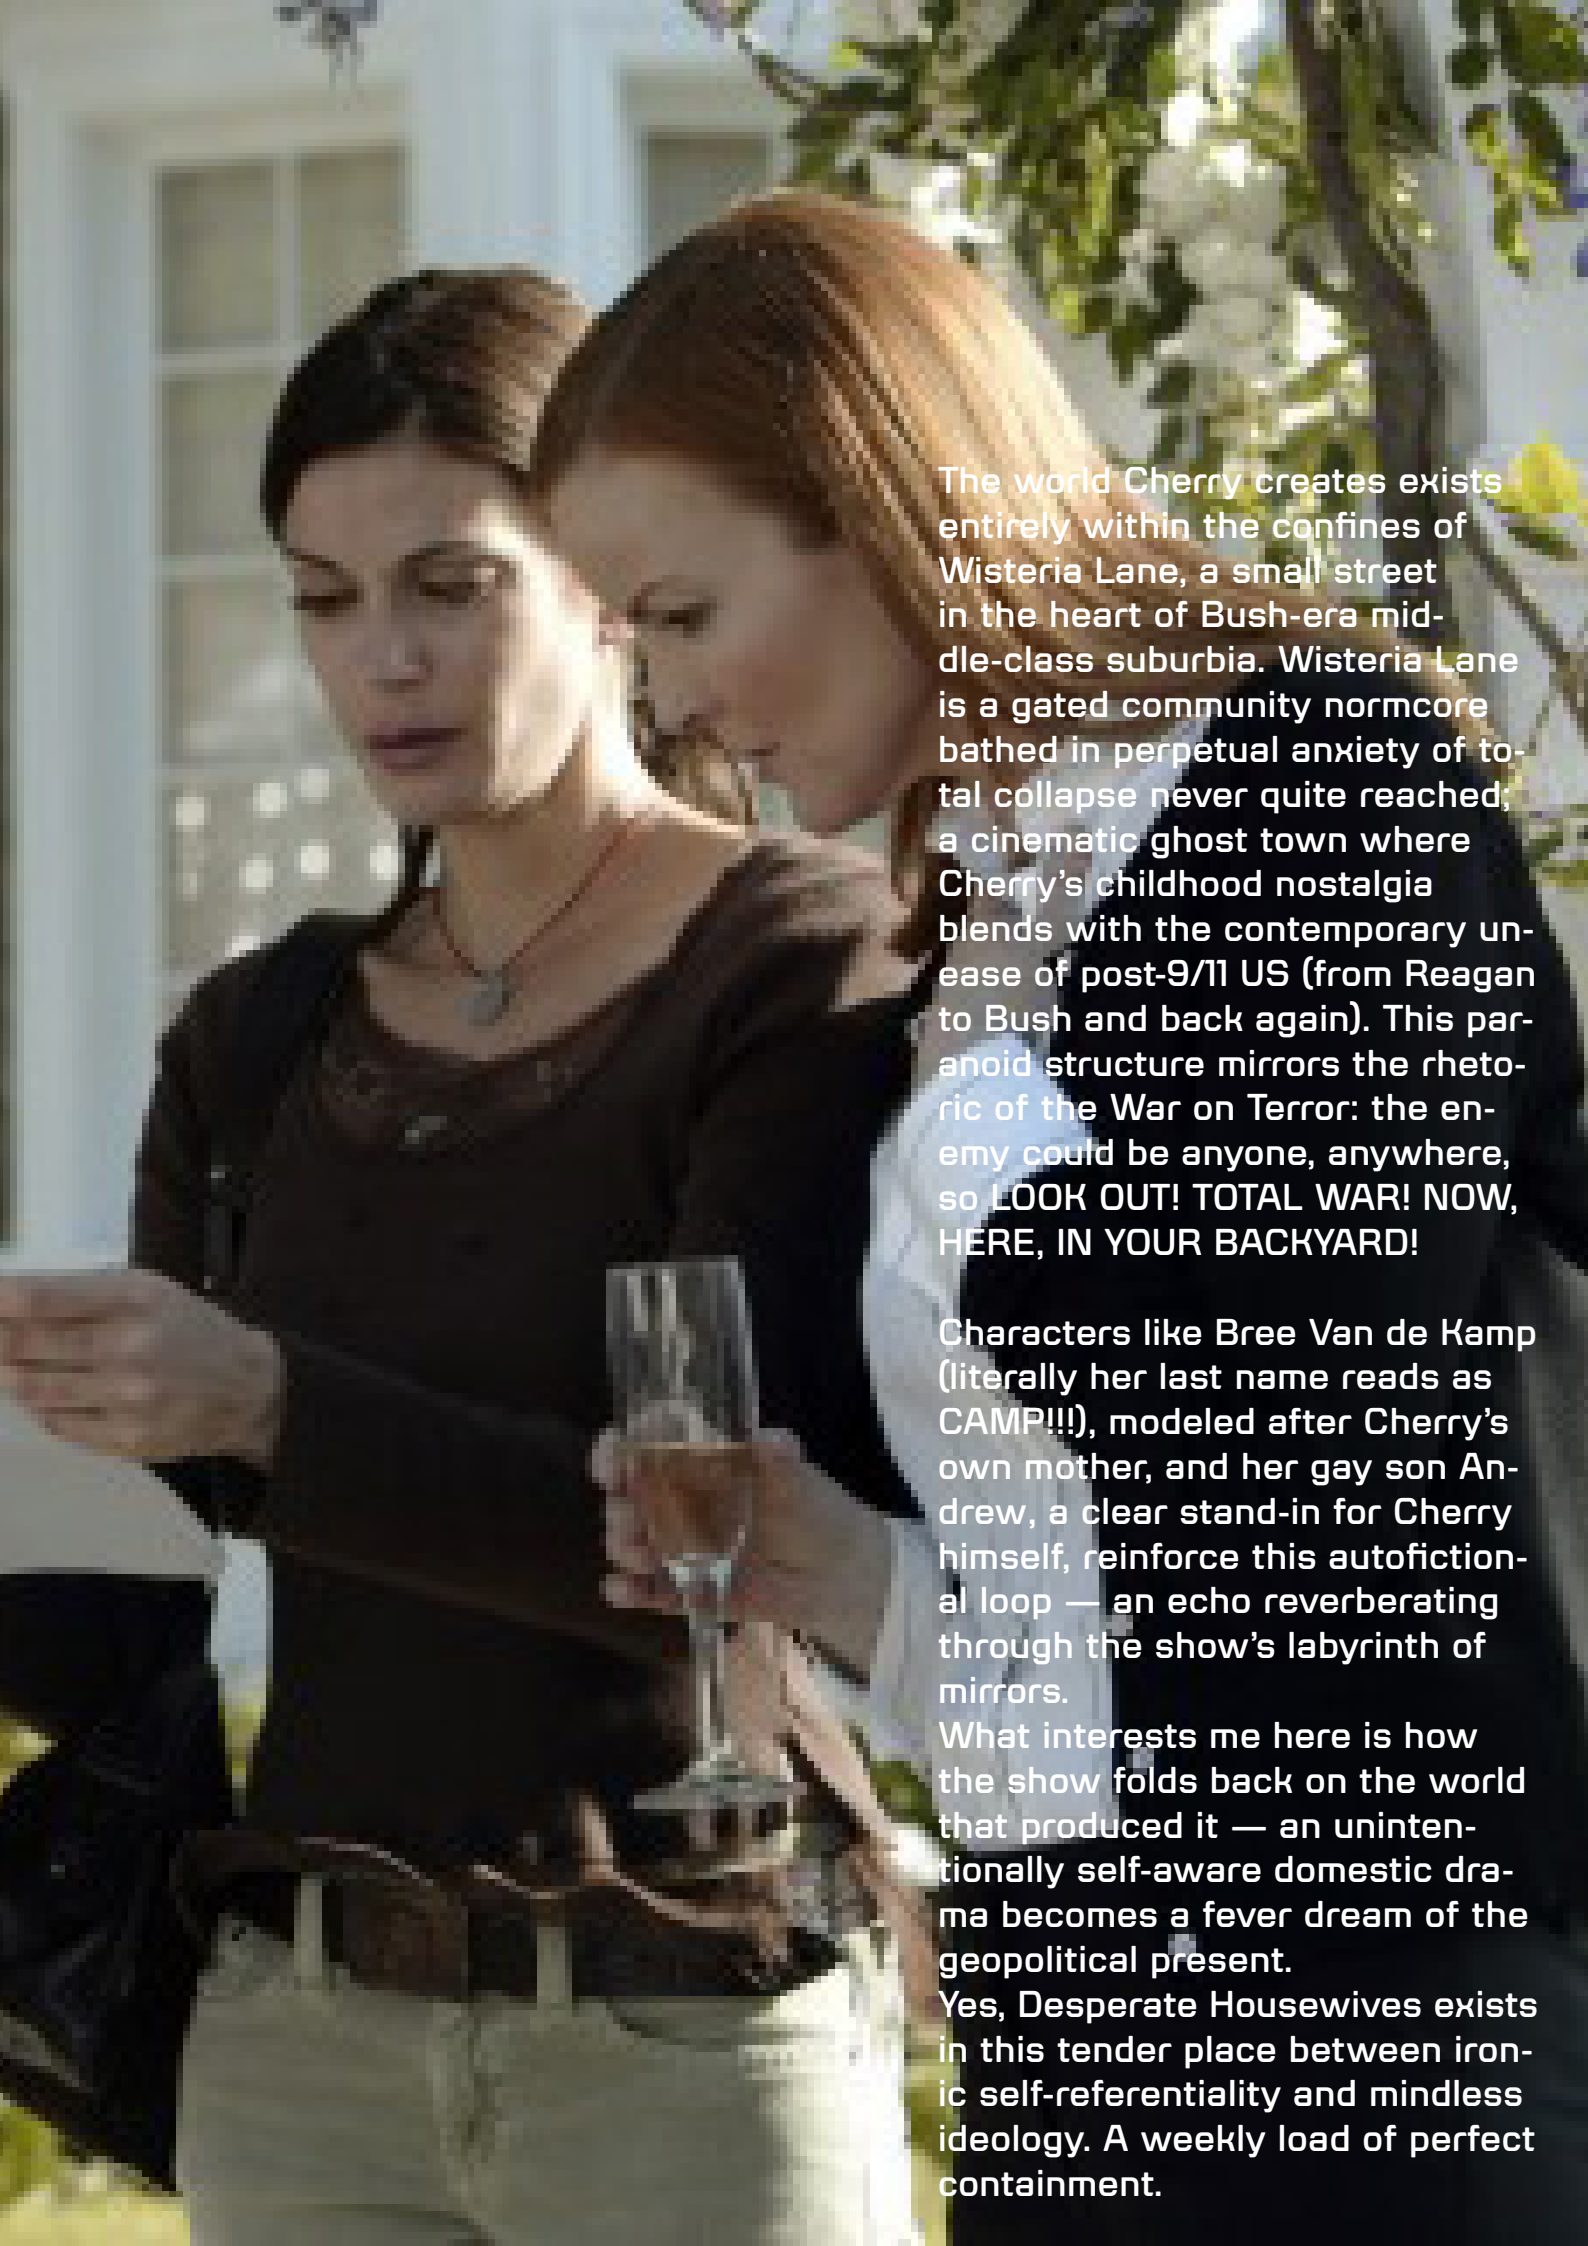 The world Cherry creates exists
entirely within the confines of
Wisteria Lane, a small street
in the heart of Bush-era mid-
dle-class suburbia. Wisteria Lane
is a gated community normcore
bathed in perpetual anxiety of to-
tal collapse never quite reached;
a cinematic ghost town where
Cherry’s childhood nostalgia
blends with the contemporary un-
ease of post-9/11 US (from Reagan
to Bush and back again). This par-
anoid structure mirrors the rheto-
ric of the War on Terror: the en-
emy could be anyone, anywhere,
so LOOK OUT! TOTAL WAR! NOW,
HERE, IN YOUR BACKYARD!
Characters like Bree Van de Kamp
(literally her last name reads as
CAMP!!!), modeled after Cherry’s
own mother, and her gay son An-
drew, a clear stand-in for Cherry
himself, reinforce this autofiction-
al loop — an echo reverberating
through the show’s labyrinth of
mirrors.
What interests me here is how
the show folds back on the world
that produced it — an uninten-
tionally self-aware domestic dra-
ma becomes a fever dream of the
geopolitical present.
Yes, Desperate Housewives exists
in this tender place between iron-
ic self-referentiality and mindless
ideology. A weekly load of perfect
containment.